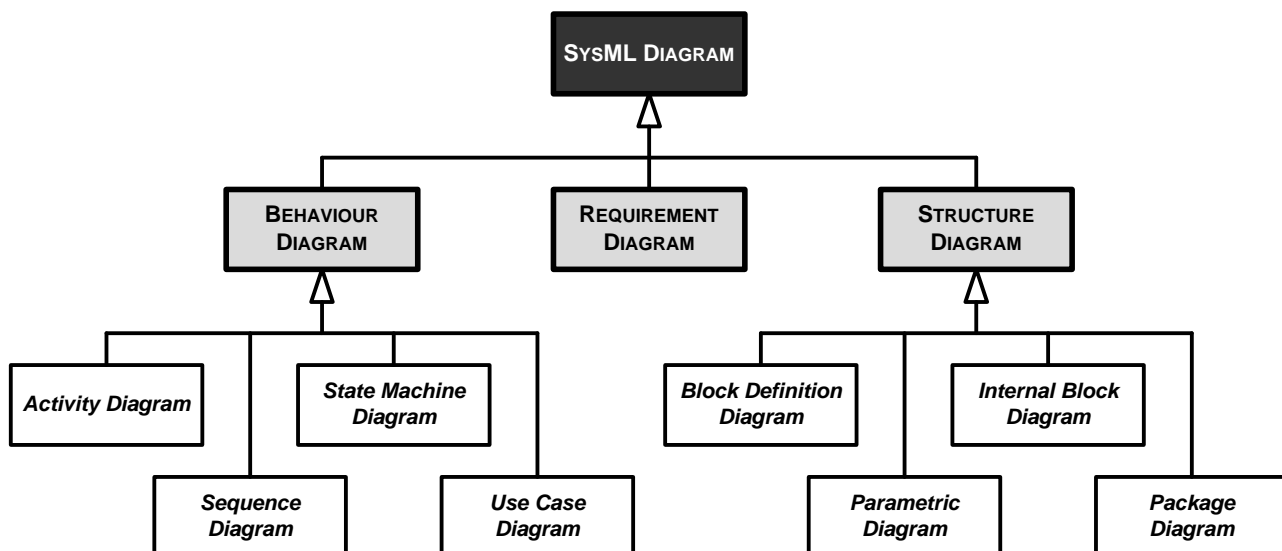 SYSML DIAGRAM
BEHAVIOUR
DIAGRAM
REQUIREMENT
DIAGRAM
STRUCTURE
DIAGRAM
Activity Diagram
State Machine
Diagram
Block Definition
Diagram
Internal Block
Diagram
Sequence
Diagram
Use Case
Diagram
Parametric
Diagram
Package
Diagram